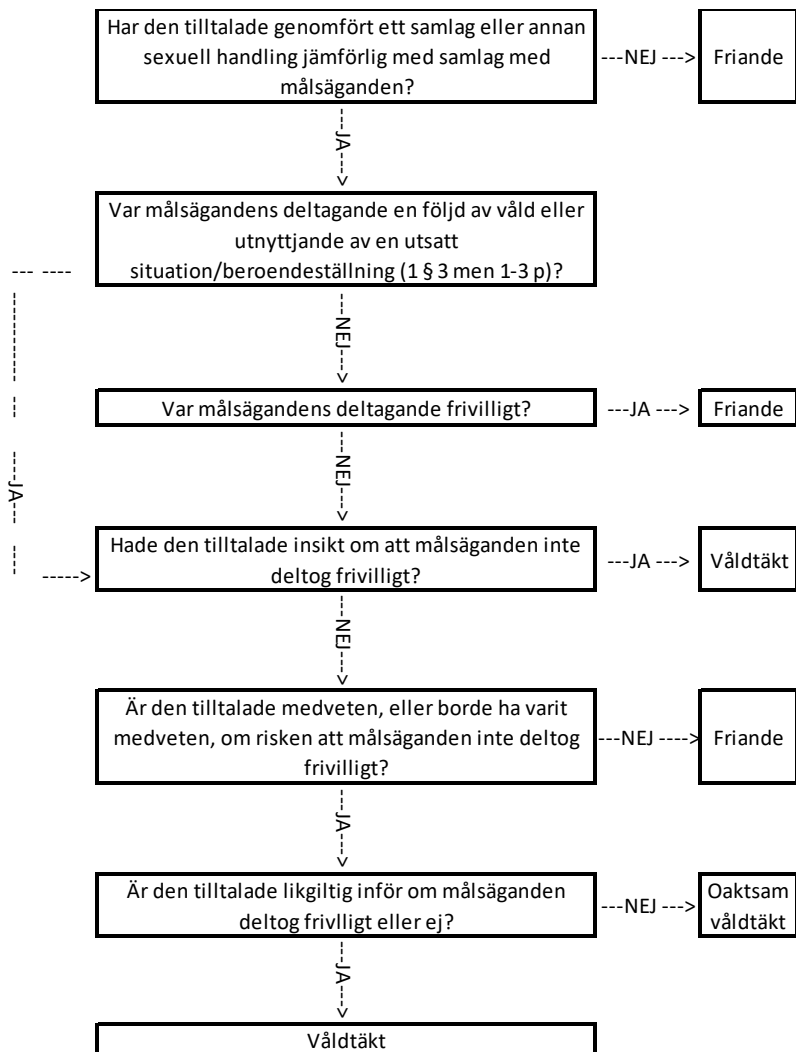 Har den tilltalade genomfört ett samlag eller annan
sexuell handling jämförlig med samlag med
målsäganden?
---NEJ --->
Friande
-----JA----->
Var målsägandens deltagande en följd av våld eller
utnyttjande av en utsatt
situation/beroendeställning (1 § 3 men 1-3 p)?
-----NEJ---->
Var målsägandens deltagande frivilligt?
---JA --->
Friande
-----JA----
-----NEJ---->
Hade den tilltalade insikt om att målsäganden inte
deltog frivilligt?
---JA --->
Våldtäkt
----->
-----NEJ---->
Är den tilltalade medveten, eller borde ha varit
medveten, om risken att målsäganden inte deltog
frivilligt?
---NEJ ---->
Friande
-----JA----->
Är den tilltalade likgiltig inför om målsäganden
deltog frivlligt eller ej?
---NEJ --->
Oaktsam
våldtäkt
-----JA----->
Våldtäkt